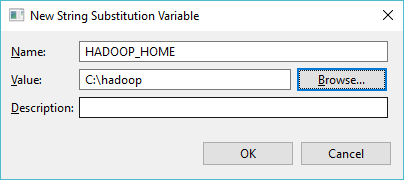 New String Substitution Variable
Name: HADOOP_HOME
Value: C:\hadoop Browse...
Description:
OK Cancel